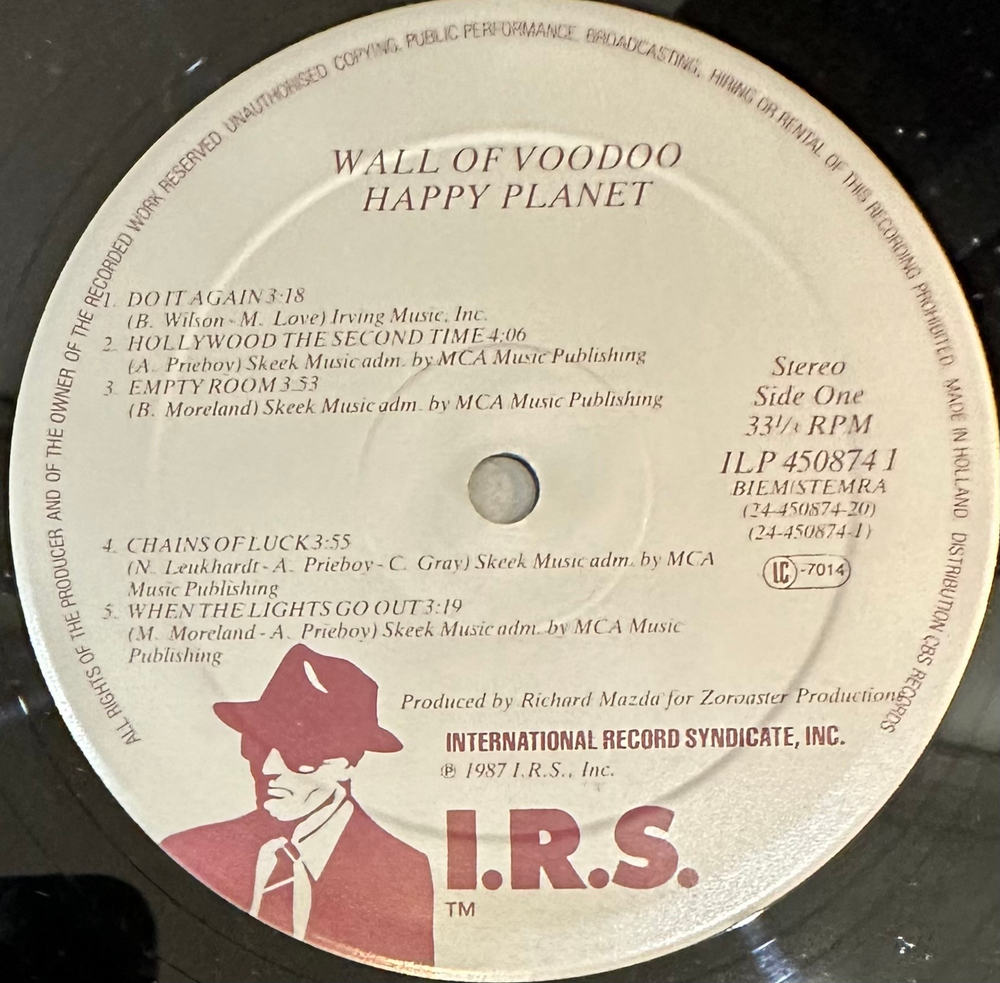 ALL RIGHTS OF THE PRODUCER AND OF THE OWNER OF THE RECORDED WORK RESERVED. UNAUTHORISED COPYING, PUBLIC PERFORMANCE, BROADCASTING, HIRING OR RENTAL OF THIS RECORDING PROHIBITED. MADE IN HOLLAND. DISTRIBUTION CBS RECORDS
WALL OF VOODOO
HAPPY PLANET
1. DO IT AGAIN 3:18
(B. Wilson - M. Love) Irving Music, Inc.
2. HOLLYWOOD THE SECOND TIME 4:06
(A. Prieboy) Skeek Music adm. by MCA Music Publishing
3. EMPTY ROOM 3:53
(B. Moreland) Skeek Music adm. by MCA Music Publishing
Stereo
Side One
33 1/3 RPM
ILP 450874 1
BIEM/STEMRA
(24-450874-20)
(24-450874-1)
LC -7014
4. CHAINS OF LUCK 3:55
(N. Leukhardt - A. Prieboy - C. Gray) Skeek Music adm. by MCA
Music Publishing
5. WHEN THE LIGHTS GO OUT 3:19
(M. Moreland - A. Prieboy) Skeek Music adm. by MCA Music
Publishing
Produced by Richard Mazda for Zoroaster Productions
INTERNATIONAL RECORD SYNDICATE, INC.
℗ 1987 I.R.S., Inc.
I.R.S.
TM